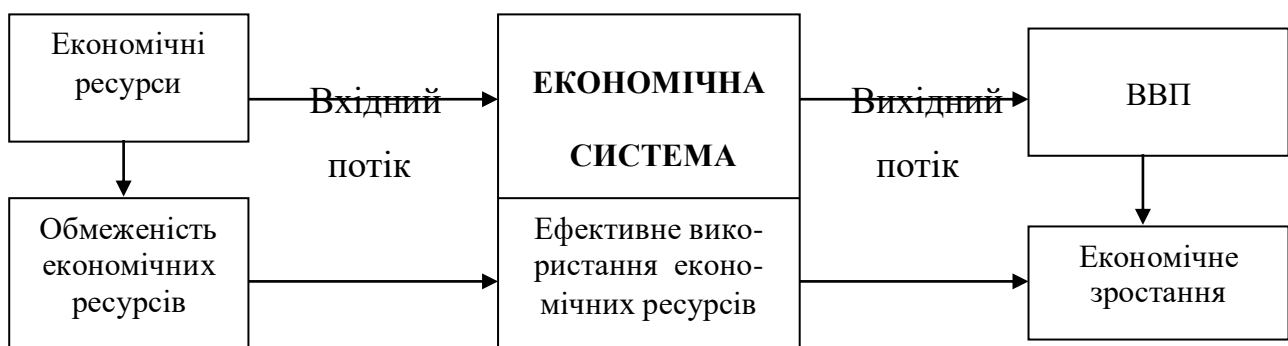 Економічні
ресурси
Вхідний
потік
ЕКОНОМІЧНА
СИСТЕМА
Вихідний
потік
ВВП
Обмеженість
економічних
ресурсів
Ефективне вико-
ристання еконо-
мічних ресурсів
Економічне
зростання